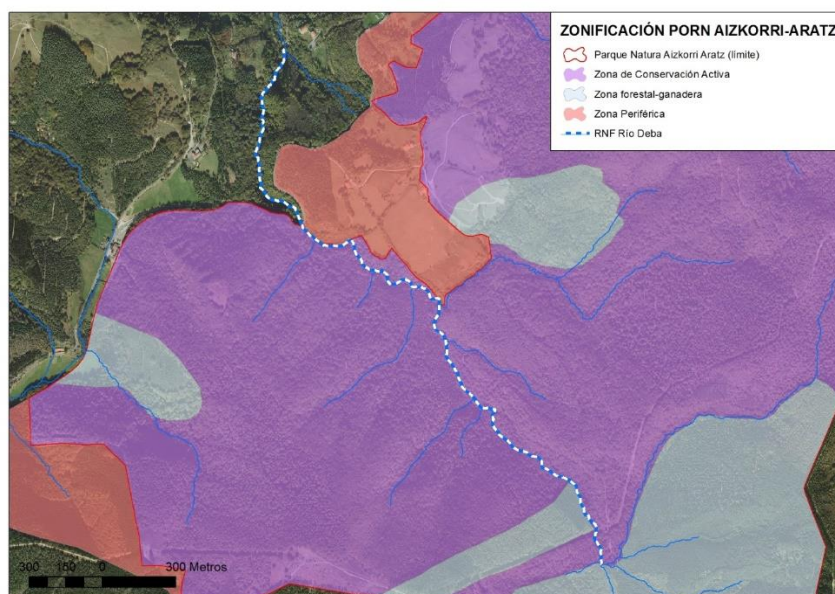 ZONIFICACIÓN PORN AIZKORRI-ARATZ
Parque Natura Aizkorri Aratz (límite)
Zona de Conservación Activa
Zona forestal-ganadera
Zona Periférica
RNF Río Deba
300 150 0 300 Metros